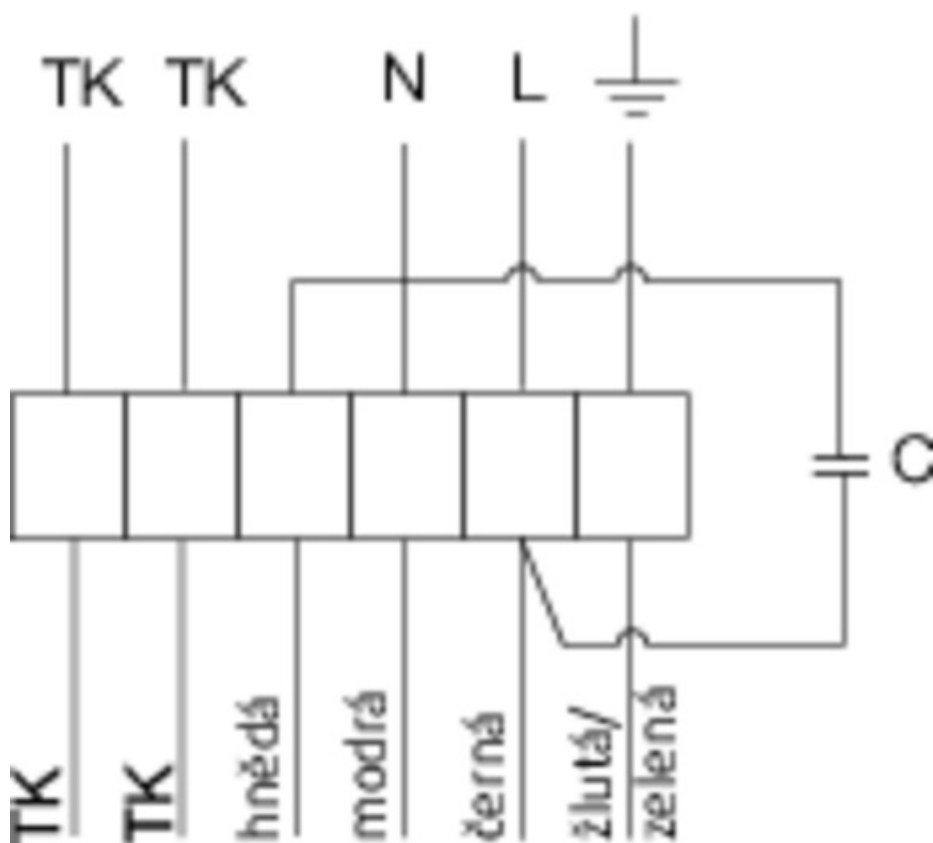 TK TK N L
C
TK
TK
hnědá
modrá
černá
žlutá/
zelená